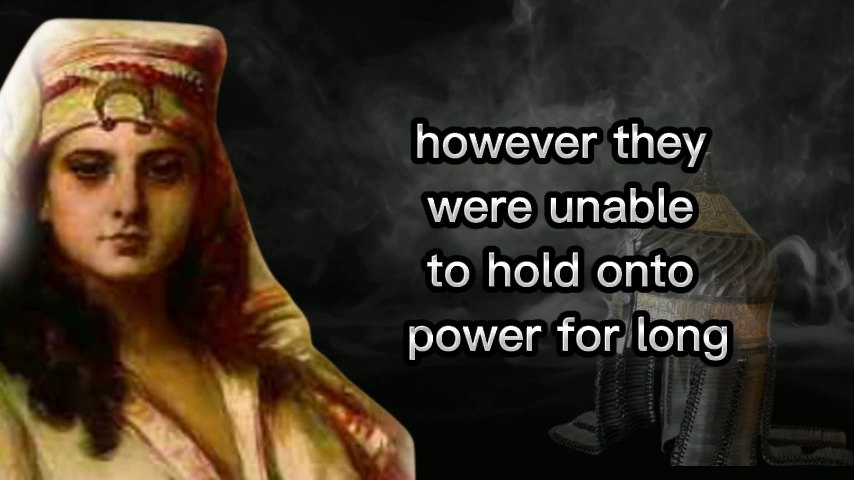 however they
were unable
to hold onto
power for long